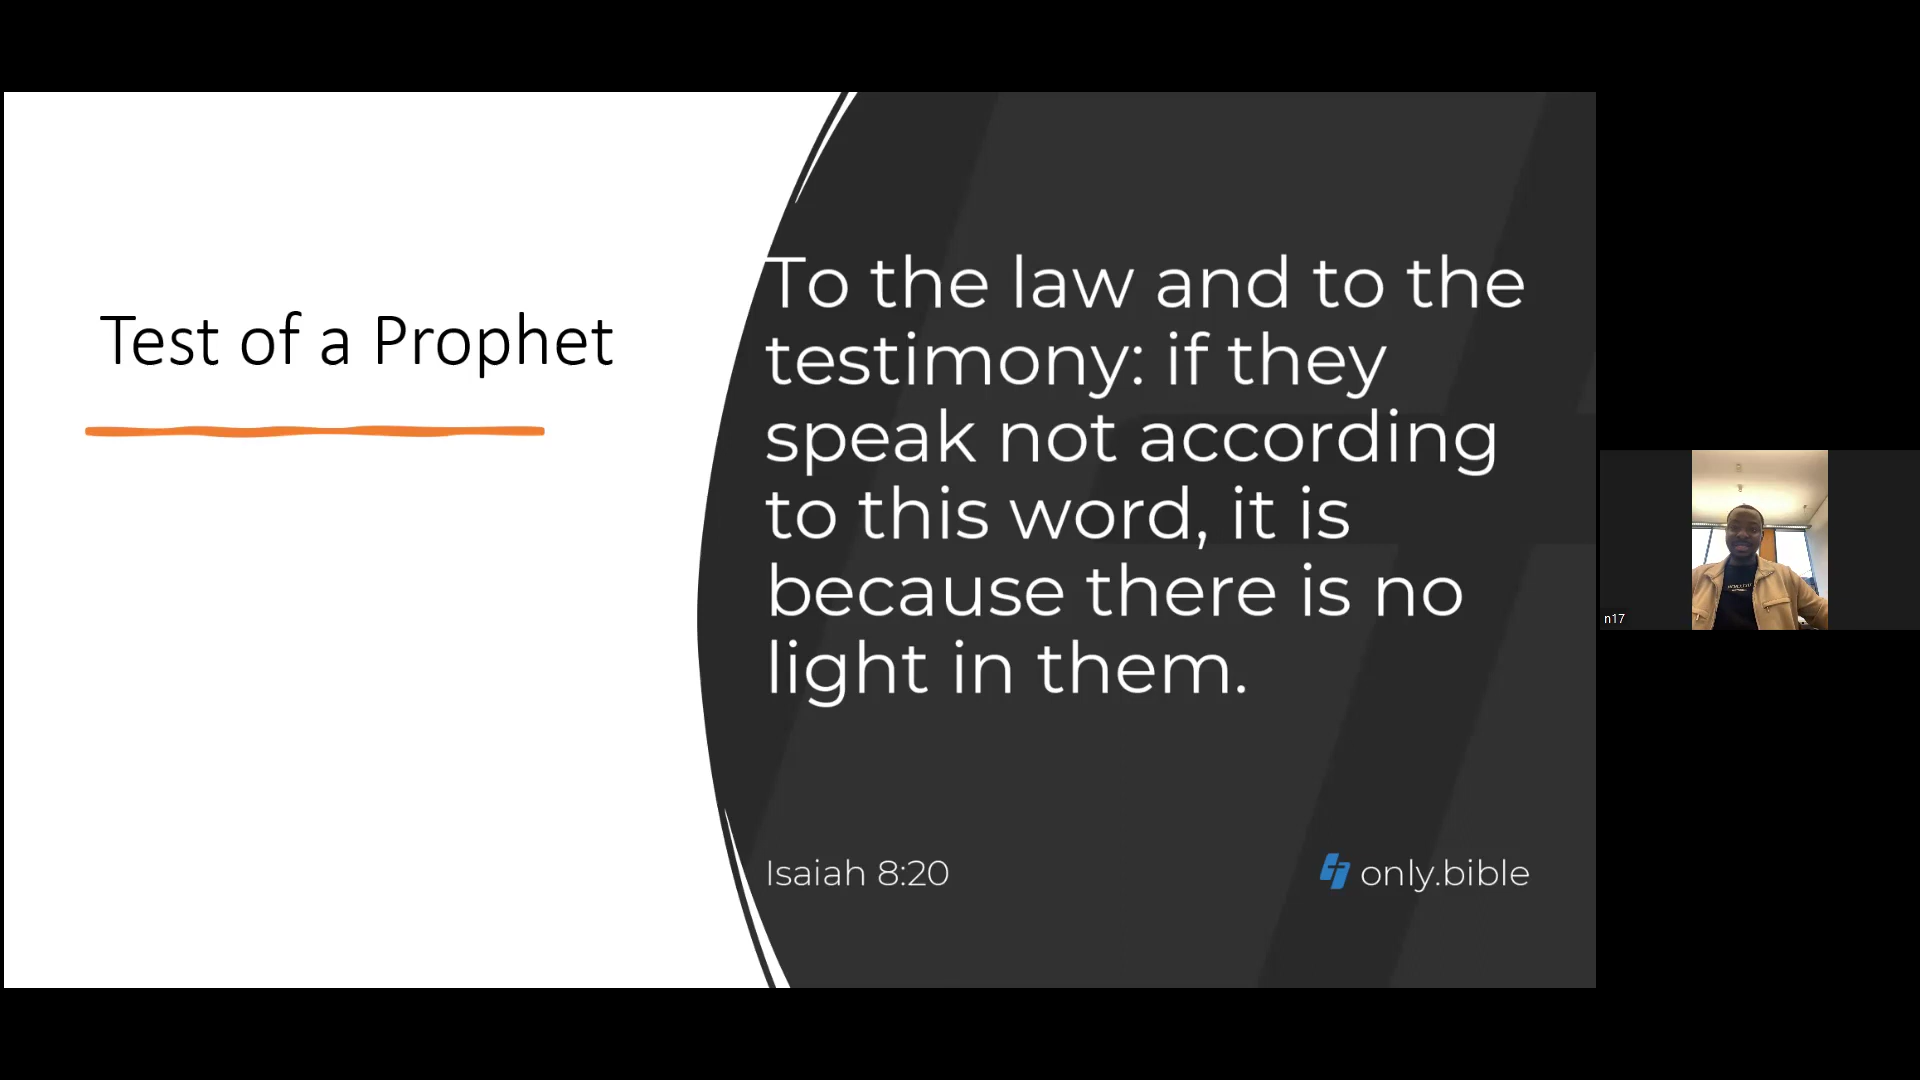 Test of a Prophet
To the law and to the
testimony: if they
speak not according
to this word, it is
because there is no
light in them.
Isaiah 8:20
only.bible
n17